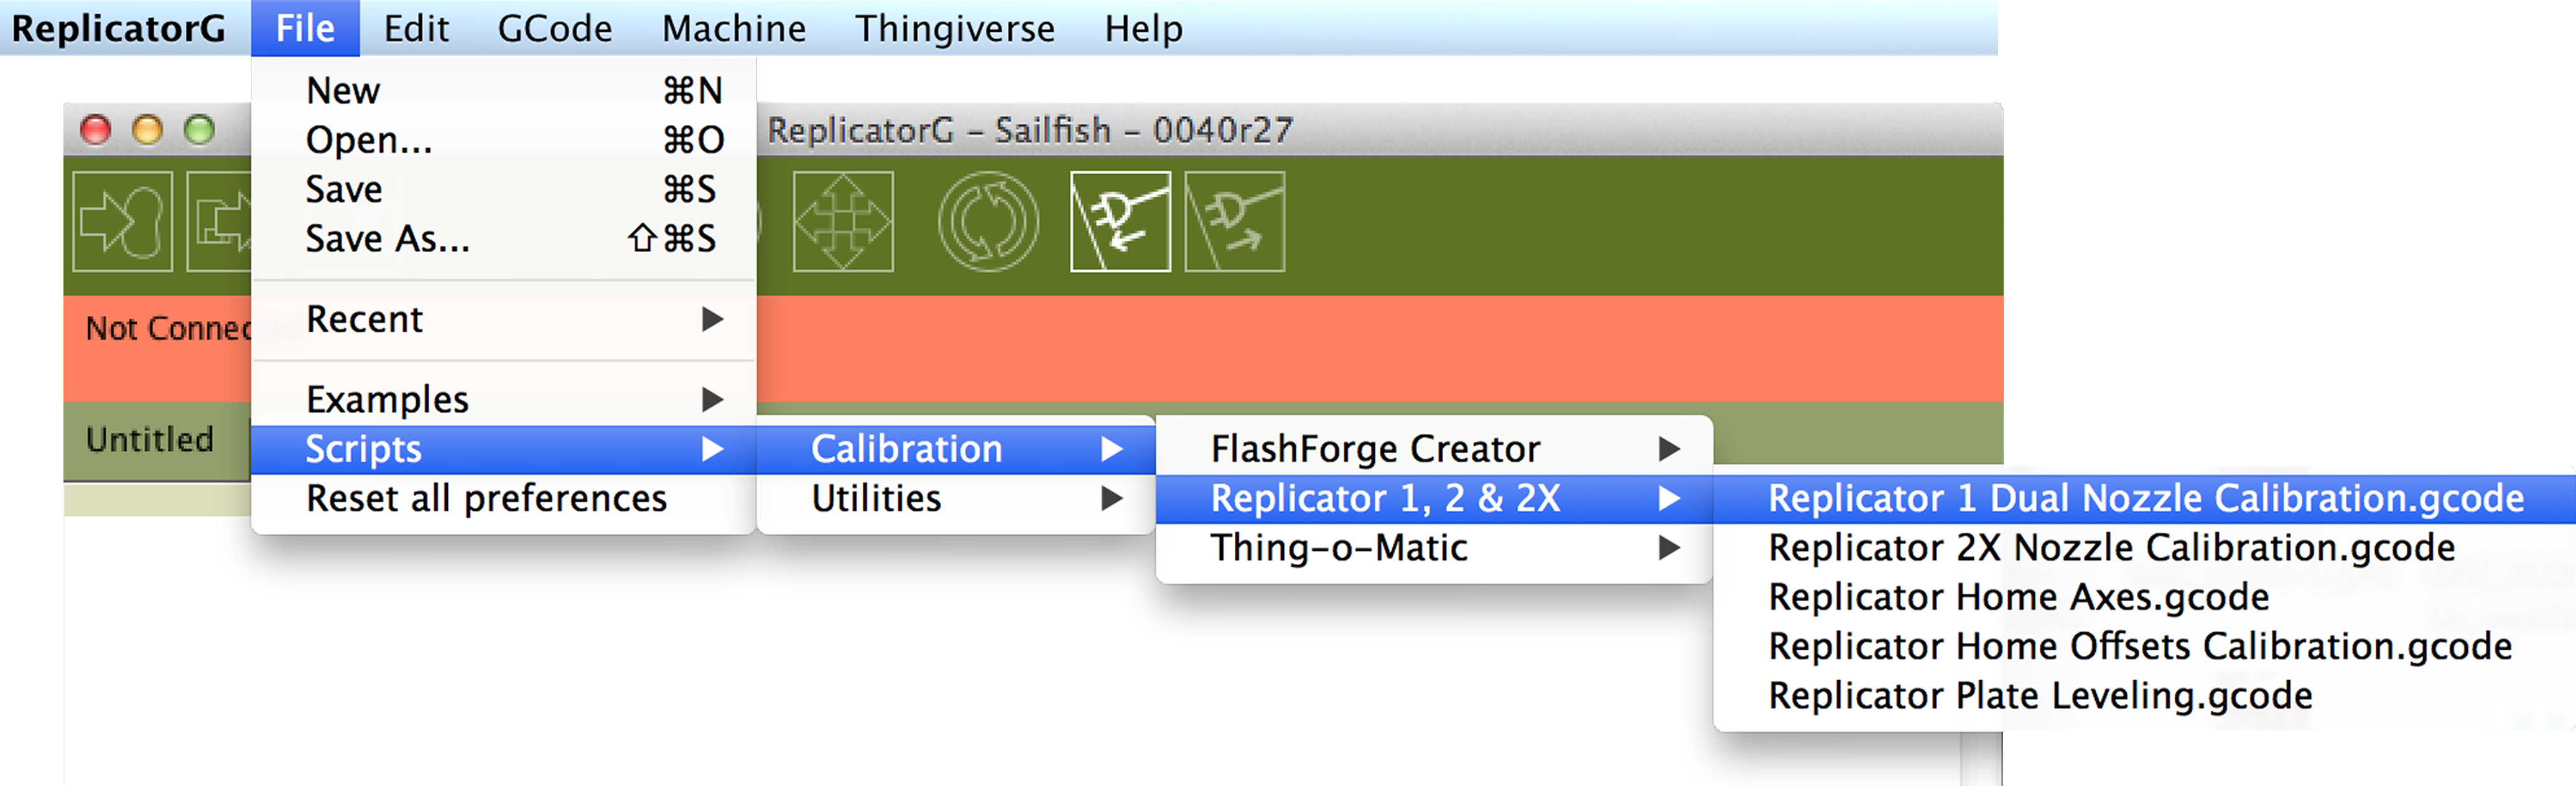 ReplicatorG File Edit GCode Machine Thingiverse Help
New ⌘N
Open... ⌘O
Save ⌘S
Save As... ⇧⌘S
Recent
Examples
Scripts
Reset all preferences
ReplicatorG – Sailfish – 0040r27
Not Connec
Untitled
Calibration
Utilities
FlashForge Creator
Replicator 1, 2 & 2X
Thing-o-Matic
Replicator 1 Dual Nozzle Calibration.gcode
Replicator 2X Nozzle Calibration.gcode
Replicator Home Axes.gcode
Replicator Home Offsets Calibration.gcode
Replicator Plate Leveling.gcode